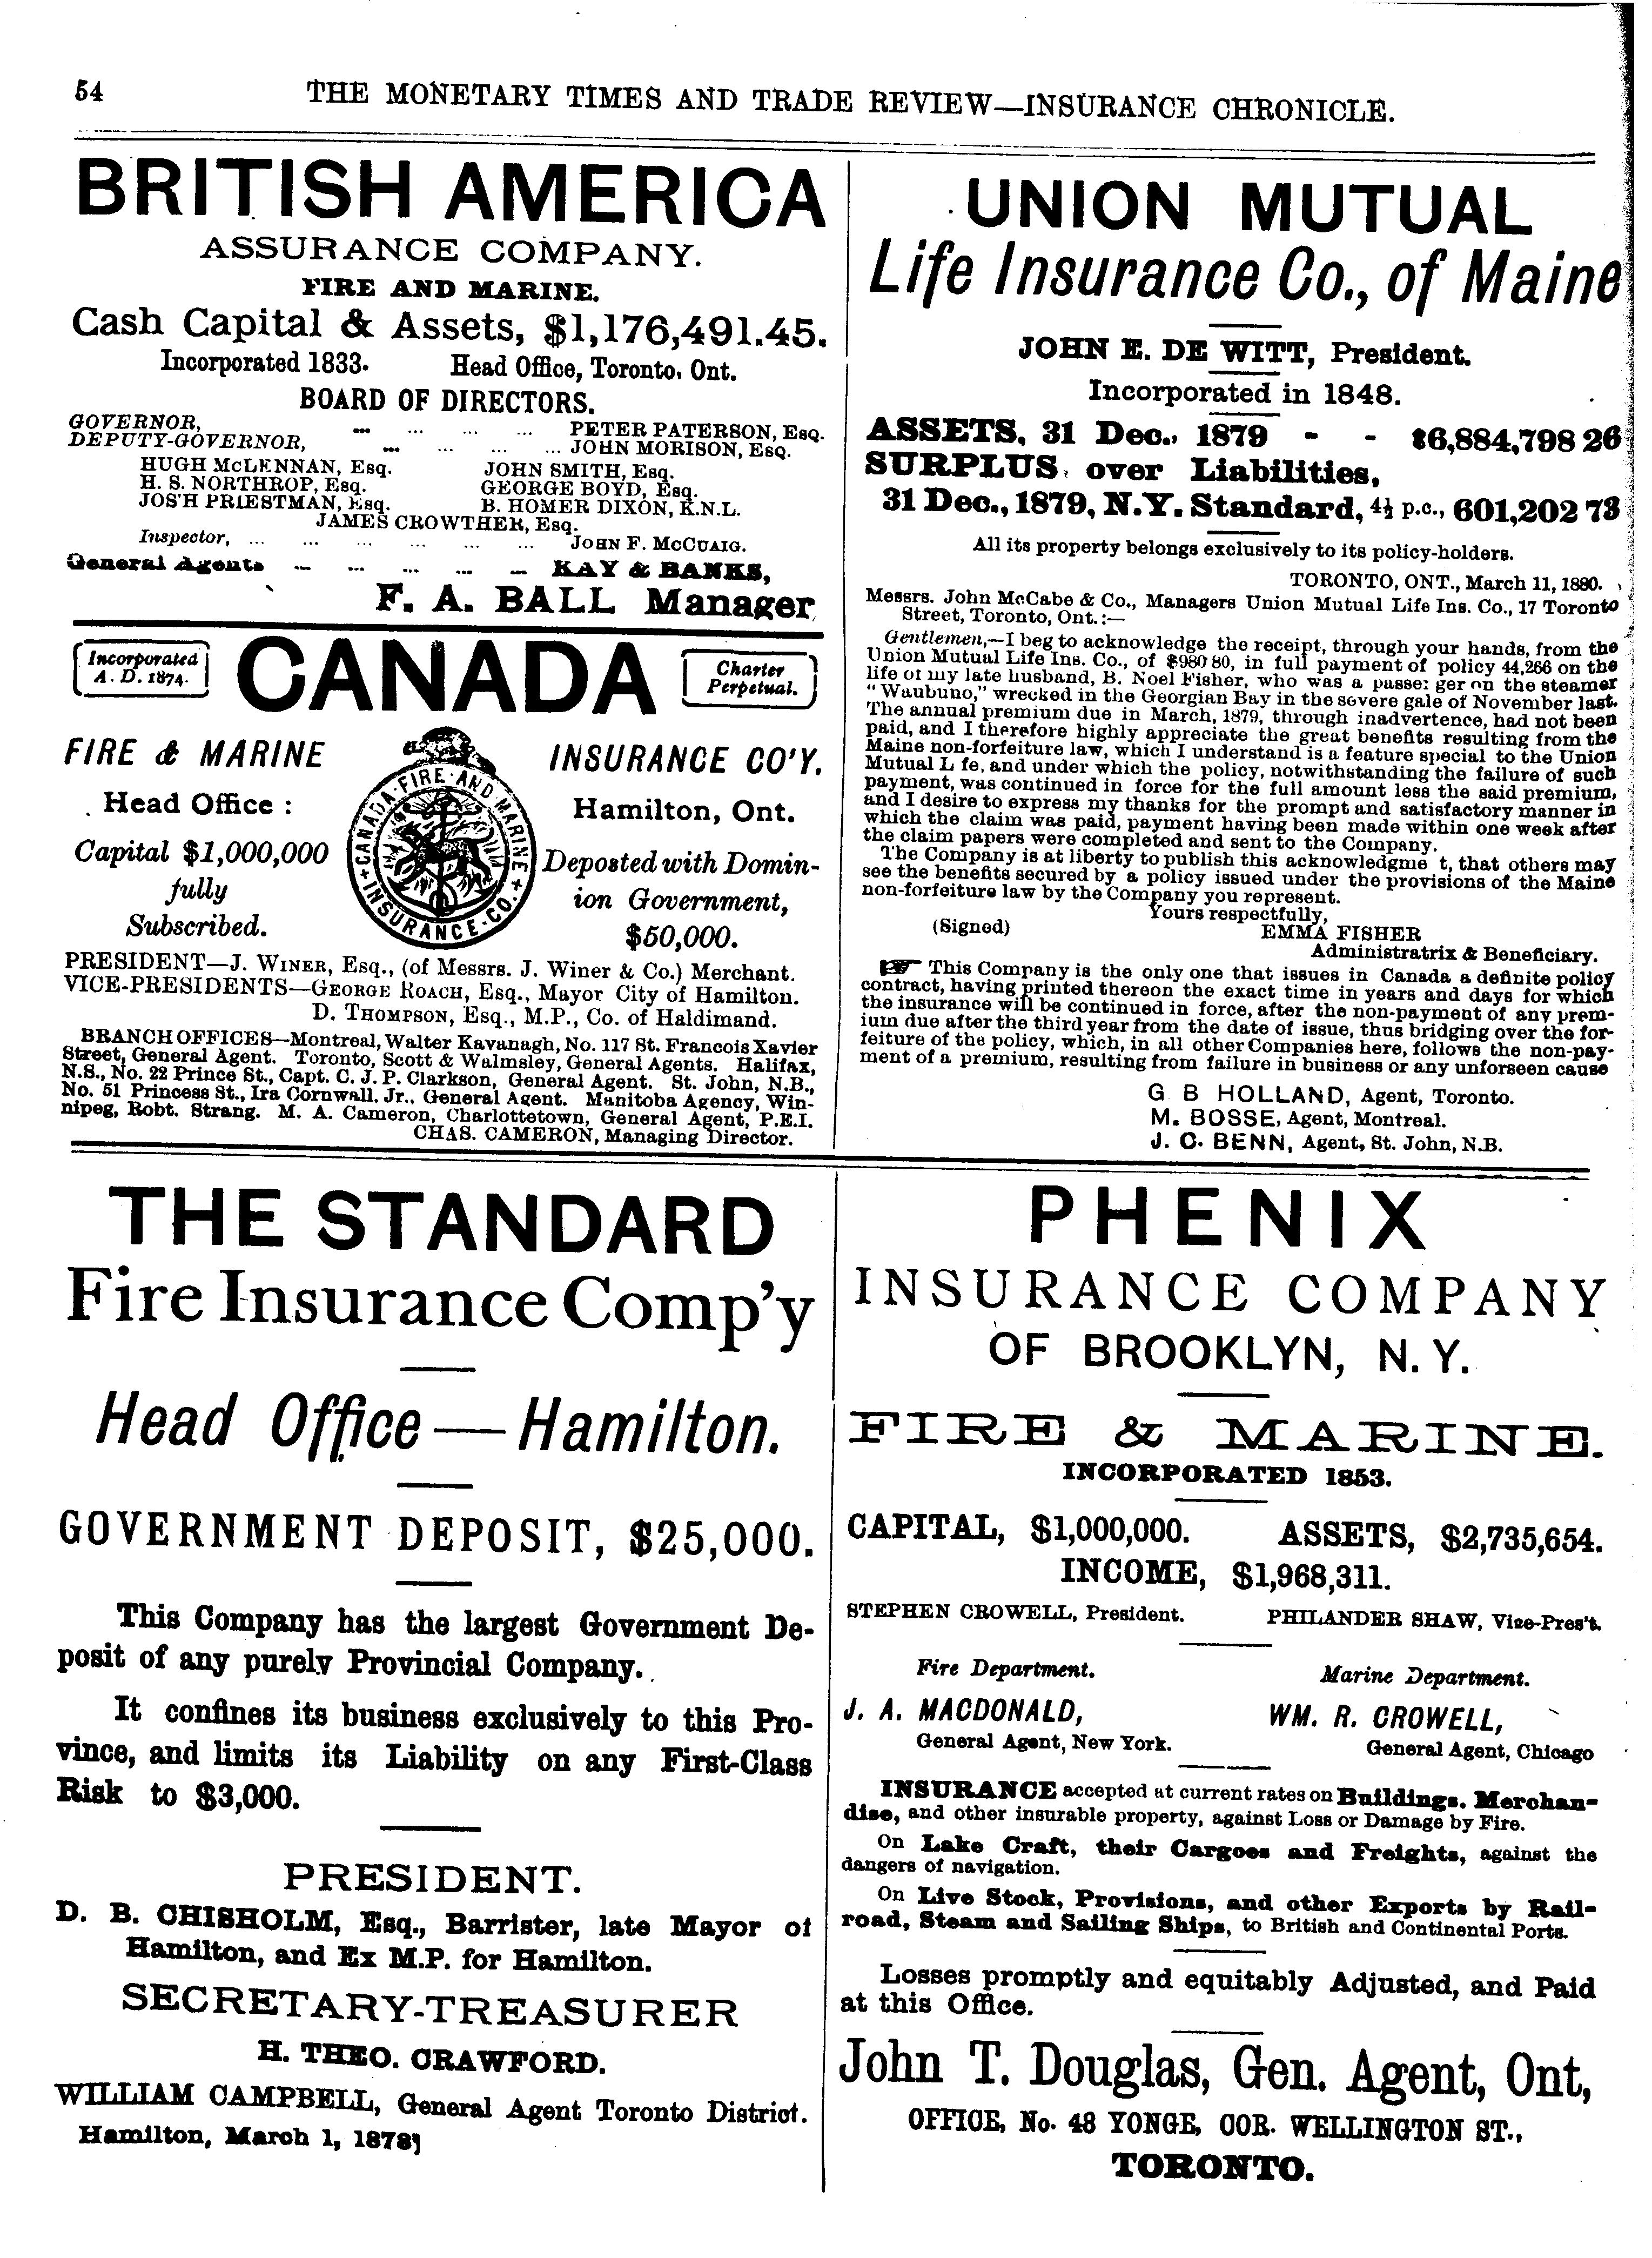 54 THE MONETARY TIMES AND TRADE REVIEW—INSURANCE CHRONICLE.
BRITISH AMERICA
ASSURANCE COMPANY.
FIRE AND MARINE.
Cash Capital & Assets, $1,176,491.45.
Incorporated 1833. Head Office, Toronto, Ont.
BOARD OF DIRECTORS.
GOVERNOR, ... ... ... ... PETER PATERSON, ESQ.
DEPUTY-GOVERNOR, ... ... ... ... JOHN MORISON, ESQ.
HUGH MCLENNAN, Esq. JOHN SMITH, Esq.
H. S. NORTHROP, Esq. GEORGE BOYD, Esq.
JOS'H PRIESTMAN, Esq. B. HOMER DIXON, K.N.L.
JAMES CROWTHER, Esq.
Inspector, ... ... ... ... ... ... JOHN F. MCCUAIG.
General Agents ... ... ... ... ... KAY & BANKS,
F. A. BALL Manager,
Incorporated
A. D. 1874.
CANADA
Charter
Perpetual.
FIRE & MARINE INSURANCE CO'Y.
CANADA·FIRE·AND MARINE + INSURANCE·CO. +
Head Office : Hamilton, Ont.
Capital $1,000,000
fully
Subscribed.
Deposted with Domin-
ion Government,
$50,000.
PRESIDENT—J. WINER, Esq., (of Messrs. J. Winer & Co.) Merchant.
VICE-PRESIDENTS—GEORGE ROACH, Esq., Mayor City of Hamilton.
D. THOMPSON, Esq., M.P., Co. of Haldimand.
BRANCH OFFICES—Montreal, Walter Kavanagh, No. 117 St. Francois Xavier
Street, General Agent. Toronto, Scott & Walmsley, General Agents. Halifax,
N.S., No. 22 Prince St., Capt. C. J. P. Clarkson, General Agent. St. John, N.B.,
No. 51 Princess St., Ira Cornwall. Jr., General Agent. Manitoba Agency, Win-
nipeg, Robt. Strang. M. A. Cameron, Charlottetown, General Agent, P.E.I.
CHAS. CAMERON, Managing Director.
UNION MUTUAL
Life Insurance Co., of Maine
JOHN E. DE WITT, President.
Incorporated in 1848.
ASSETS, 31 Dec., 1879 - - $6,884,798 26
SURPLUS, over Liabilities,
31 Dec., 1879, N.Y. Standard, 4½ p.c., 601,202 73
All its property belongs exclusively to its policy-holders.
TORONTO, ONT., March 11, 1880.
Messrs. John McCabe & Co., Managers Union Mutual Life Ins. Co., 17 Toronto
Street, Toronto, Ont.:—
Gentlemen,—I beg to acknowledge the receipt, through your hands, from the
Union Mutual Life Ins. Co., of $980 80, in full payment of policy 44,266 on the
life of my late husband, B. Noel Fisher, who was a passe: ger on the steamer
"Waubuno," wrecked in the Georgian Bay in the severe gale of November last.
The annual premium due in March, 1879, through inadvertence, had not been
paid, and I therefore highly appreciate the great benefits resulting from the
Maine non-forfeiture law, which I understand is a feature special to the Union
Mutual L fe, and under which the policy, notwithstanding the failure of such
payment, was continued in force for the full amount less the said premium,
and I desire to express my thanks for the prompt and satisfactory manner in
which the claim was paid, payment having been made within one week after
the claim papers were completed and sent to the Company.
The Company is at liberty to publish this acknowledgme t, that others may
see the benefits secured by a policy issued under the provisions of the Maine
non-forfeiture law by the Company you represent.
Yours respectfully,
(Signed) EMMA FISHER
Administratrix & Beneficiary.
☞ This Company is the only one that issues in Canada a definite policy
contract, having printed thereon the exact time in years and days for which
the insurance will be continued in force, after the non-payment of any prem-
ium due after the third year from the date of issue, thus bridging over the for-
feiture of the policy, which, in all other Companies here, follows the non-pay-
ment of a premium, resulting from failure in business or any unforseen cause
G B HOLLAND, Agent, Toronto.
M. BOSSE, Agent, Montreal.
J. C. BENN, Agent, St. John, N.B.
THE STANDARD
Fire Insurance Comp'y
Head Office—Hamilton.
GOVERNMENT DEPOSIT, $25,000.
This Company has the largest Government De-
posit of any purely Provincial Company.
It confines its business exclusively to this Pro-
vince, and limits its Liability on any First-Class
Risk to $3,000.
PRESIDENT.
D. B. CHISHOLM, Esq., Barrister, late Mayor of
Hamilton, and Ex M.P. for Hamilton.
SECRETARY-TREASURER
H. THEO. CRAWFORD.
WILLIAM CAMPBELL, General Agent Toronto District.
Hamilton, March 1, 1878]
PHENIX
INSURANCE COMPANY
OF BROOKLYN, N. Y.
FIRE & MARINE.
INCORPORATED 1853.
CAPITAL, $1,000,000. ASSETS, $2,735,654.
INCOME, $1,968,311.
STEPHEN CROWELL, President. PHILANDER SHAW, Vice-Pres't.
Fire Department. Marine Department.
J. A. MACDONALD, WM. R. CROWELL,
General Agent, New York. General Agent, Chicago
INSURANCE accepted at current rates on Buildings, Merchan-
dise, and other insurable property, against Loss or Damage by Fire.
On Lake Craft, their Cargoes and Freights, against the
dangers of navigation.
On Live Stock, Provisions, and other Exports by Rail-
road, Steam and Sailing Ships, to British and Continental Ports.
Losses promptly and equitably Adjusted, and Paid
at this Office.
John T. Douglas, Gen. Agent, Ont,
OFFICE, No. 48 YONGE, COR. WELLINGTON ST.,
TORONTO.